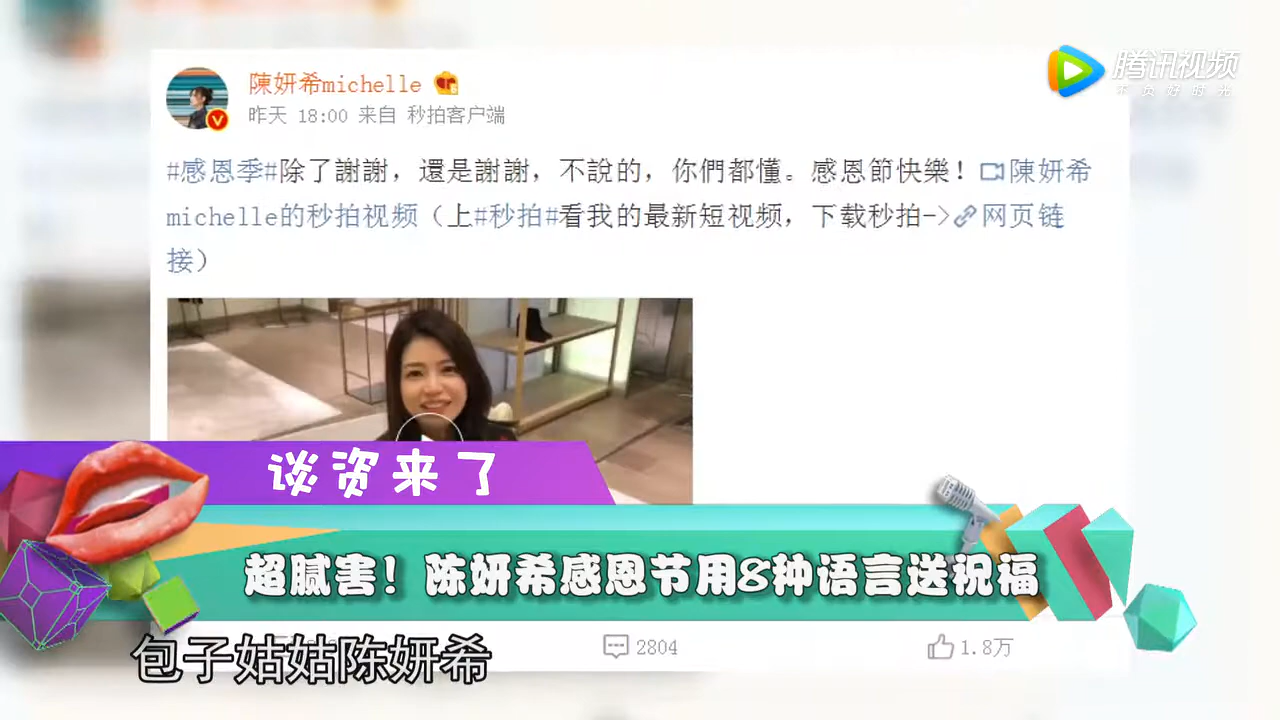 陳妍希michelle
腾讯视频
不负好时光
昨天 18:00 来自 秒拍客户端
#感恩季#除了謝謝，還是謝謝，不說的，你們都懂。感恩節快樂！陳妍希
michelle的秒拍视频（上#秒拍#看我的最新短视频，下载秒拍->网页链
接）
谈资来了
超腻害！陈妍希感恩节用8种语言送祝福
2804
1.8万
包子姑姑陈妍希